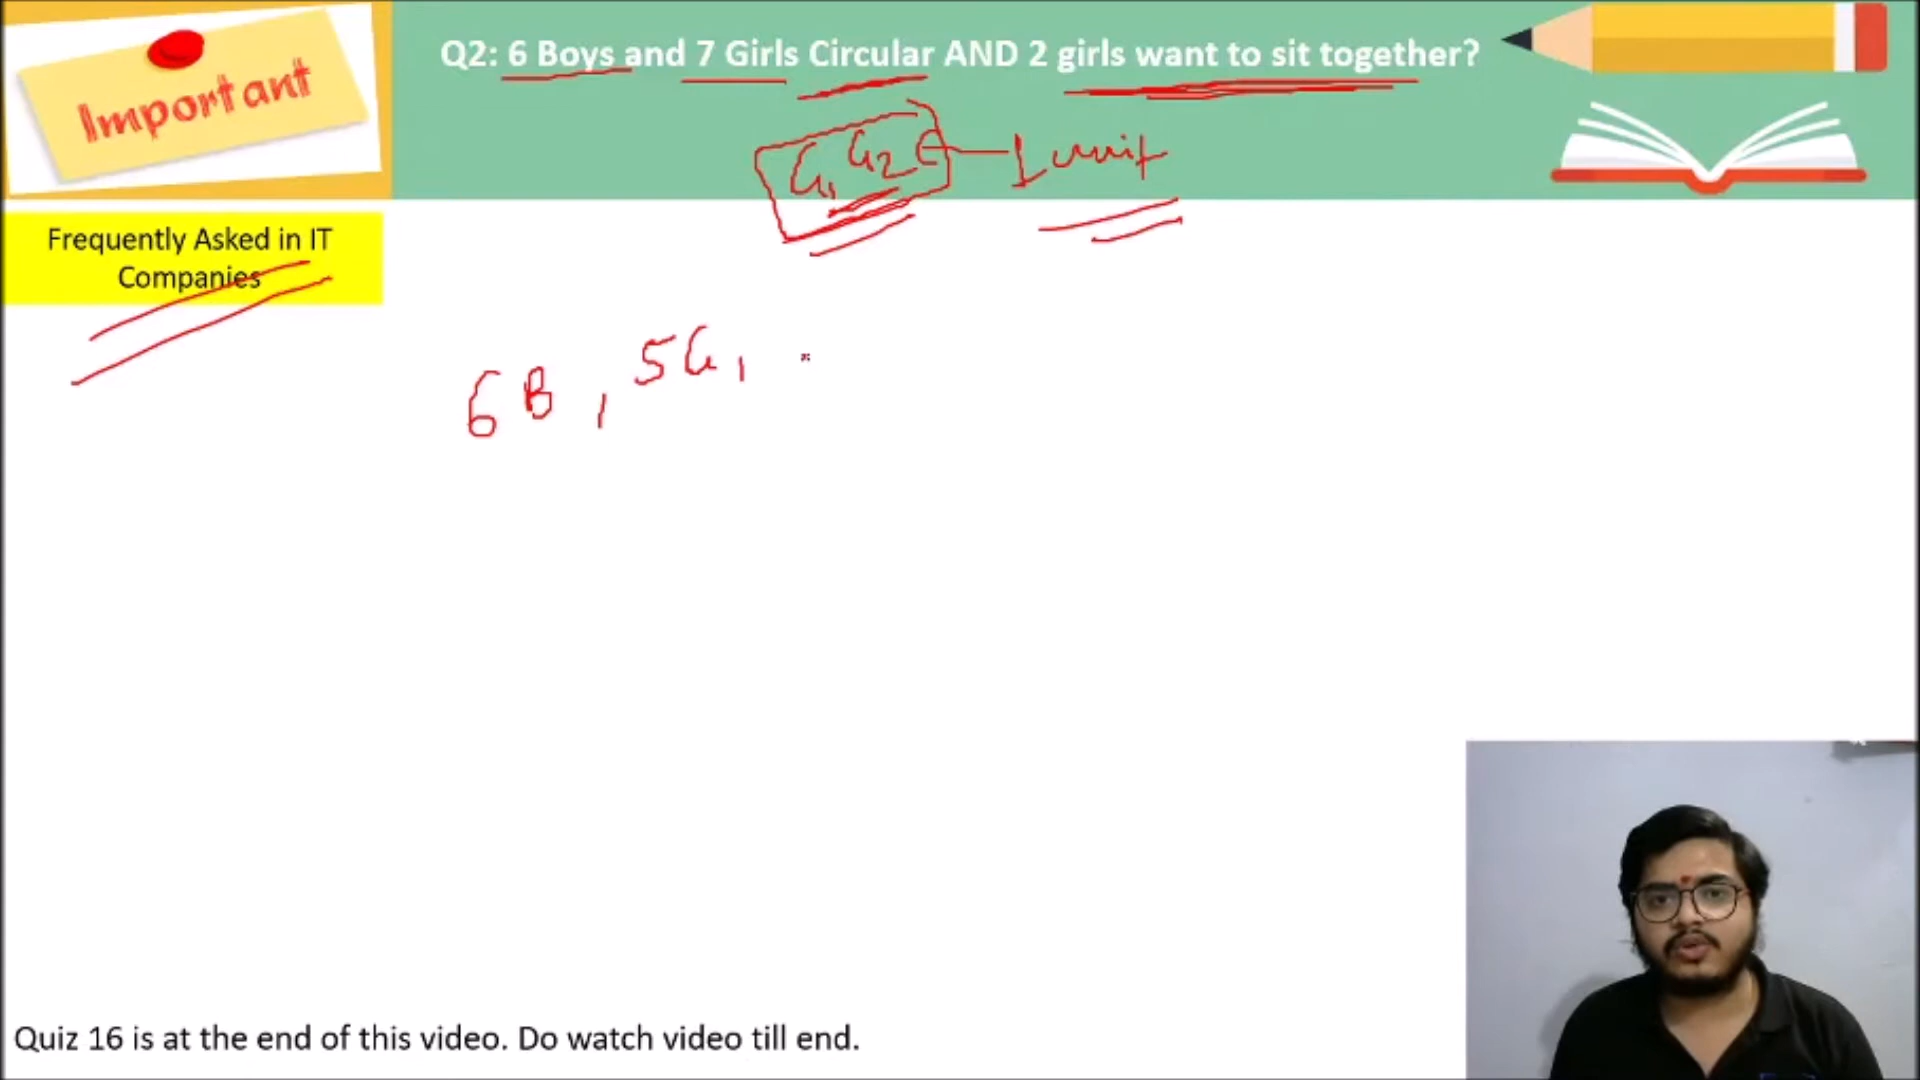 Important
Q2: 6 Boys and 7 Girls Circular AND 2 girls want to sit together?
G1 G2 1 unit
Frequently Asked in IT
Companies
6B, 5G,
Quiz 16 is at the end of this video. Do watch video till end.